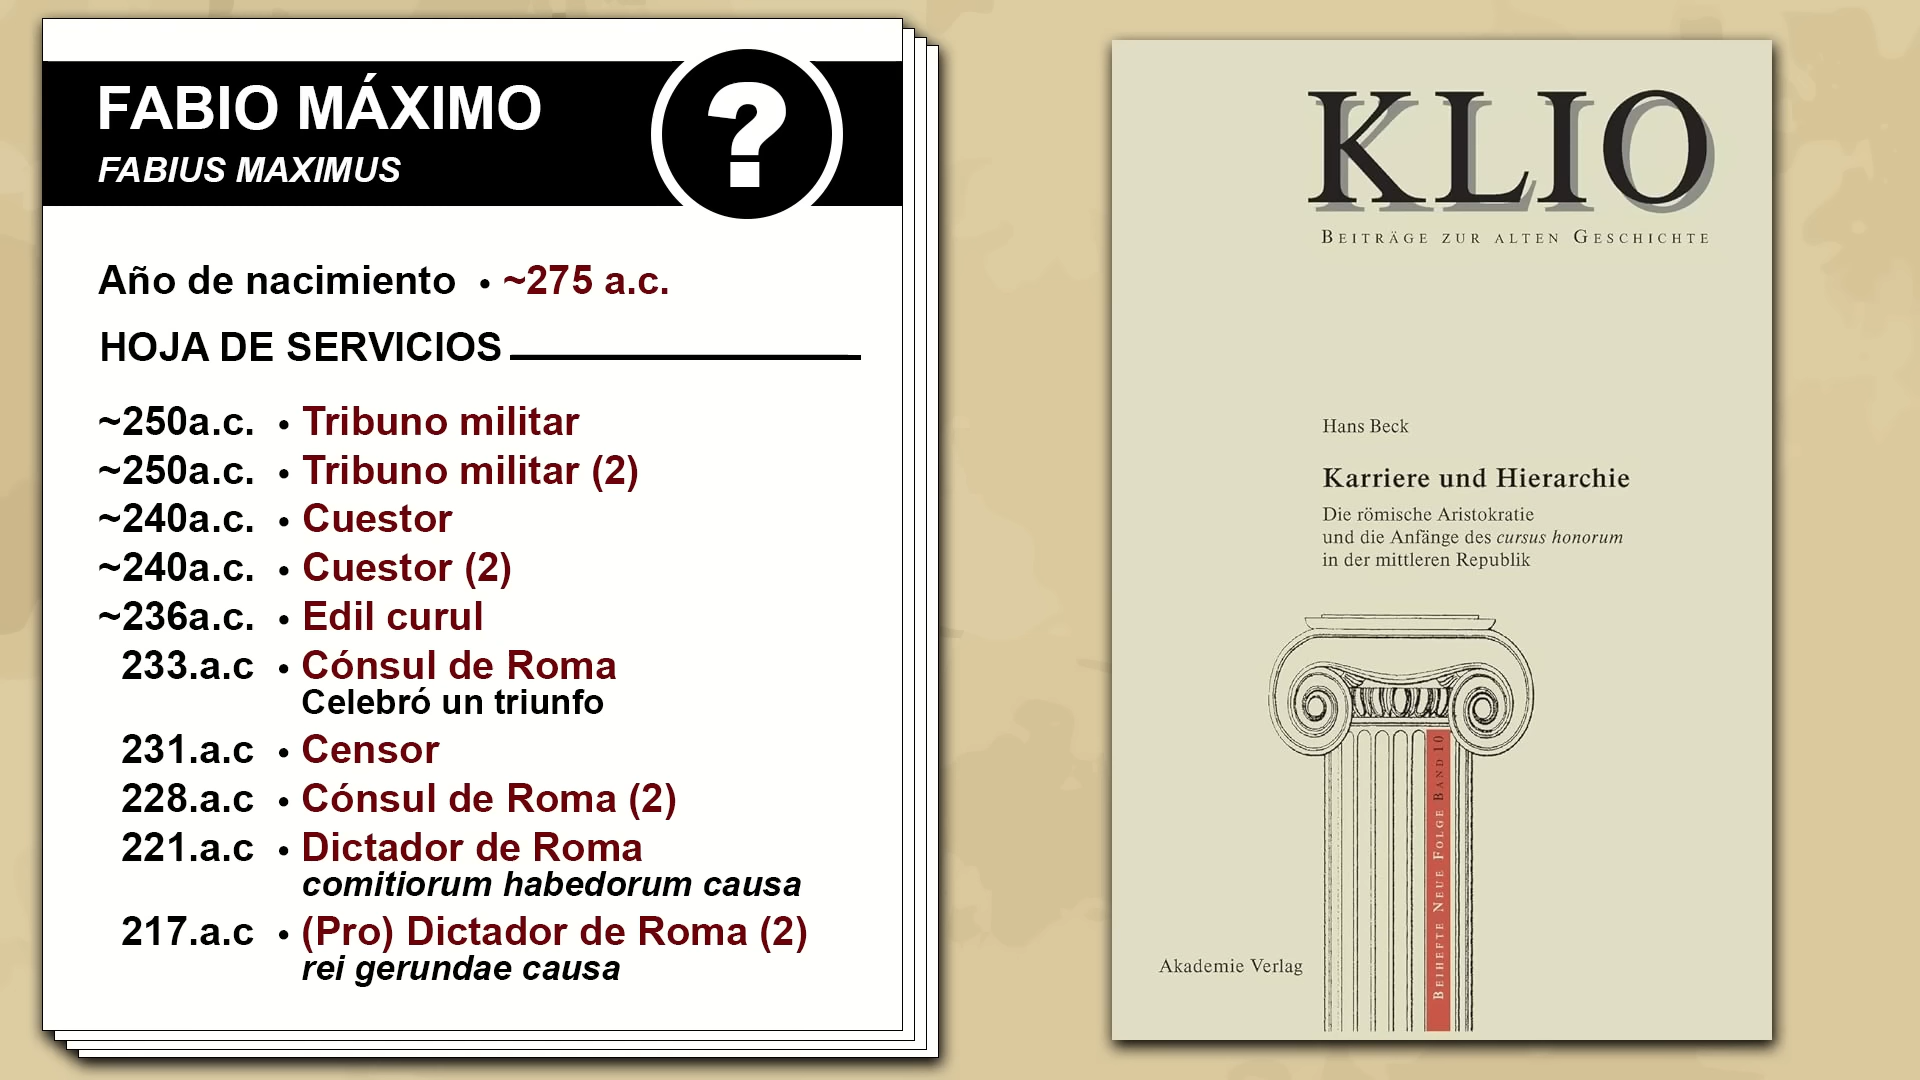 FABIO MÁXIMO
FABIUS MAXIMUS
?
Año de nacimiento • ~275 a.c.
HOJA DE SERVICIOS
~250a.c. • Tribuno militar
~250a.c. • Tribuno militar (2)
~240a.c. • Cuestor
~240a.c. • Cuestor (2)
~236a.c. • Edil curul
233.a.c • Cónsul de Roma
Celebró un triunfo
231.a.c • Censor
228.a.c • Cónsul de Roma (2)
221.a.c • Dictador de Roma
comitiorum habedorum causa
217.a.c • (Pro) Dictador de Roma (2)
rei gerundae causa
KLIO
BEITRÄGE ZUR ALTEN GESCHICHTE
Hans Beck
Karriere und Hierarchie
Die römische Aristokratie
und die Anfänge des cursus honorum
in der mittleren Republik
BEIHEFTE NEUE FOLGE BAND 10
Akademie Verlag